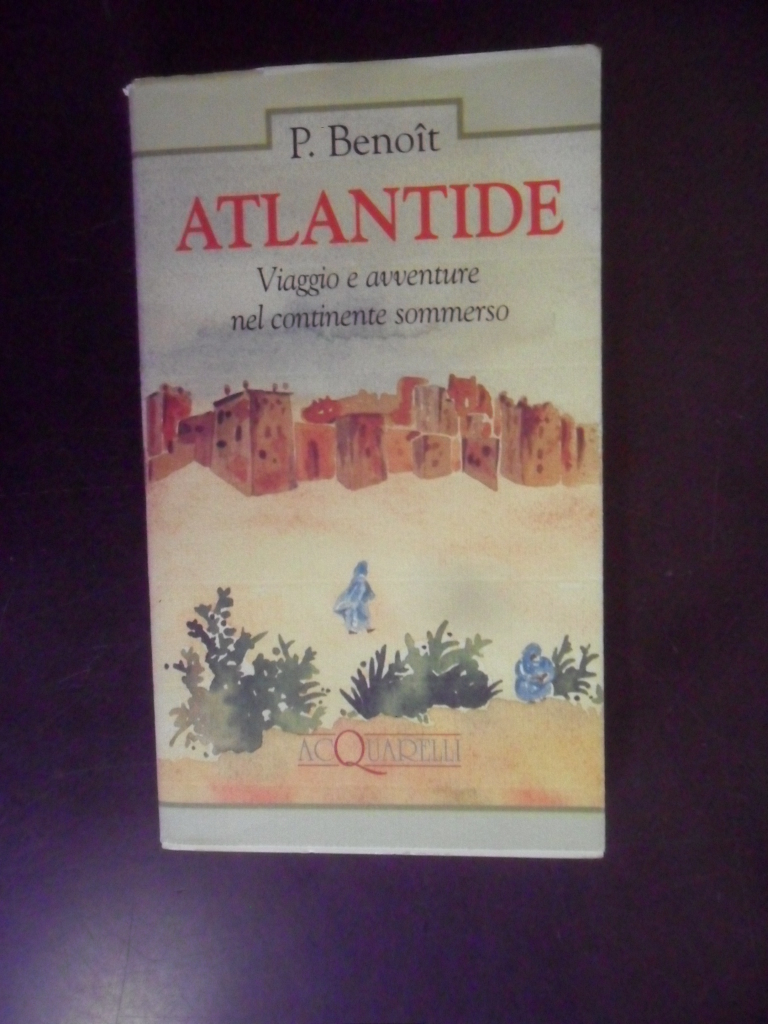 P. Benoît
ATLANTIDE
Viaggio e avventure
nel continente sommerso
ACQUARELLI